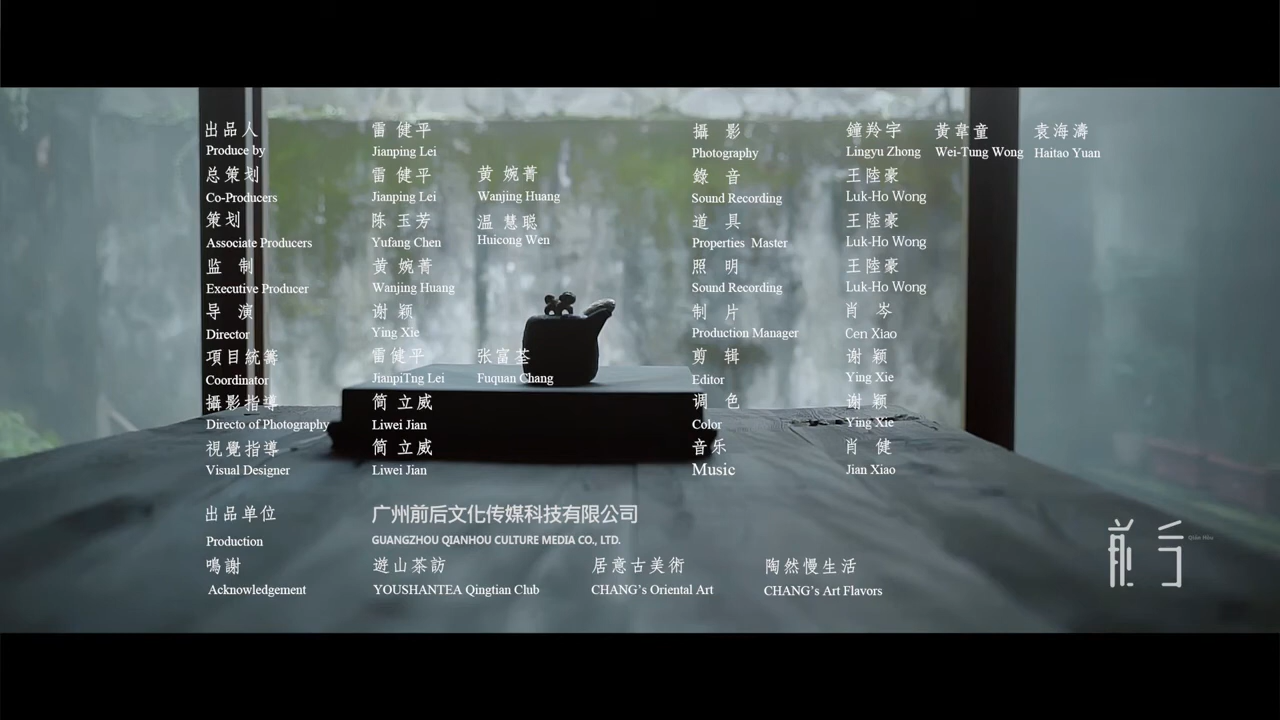 出品人 雷 健平
Produce by Jianping Lei
总策划 雷 健平 黄 婉菁
Co-Producers Jianping Lei Wanjing Huang
策划 陈 玉芳 温 慧聪
Associate Producers Yufang Chen Huicong Wen
监 制 黄 婉菁
Executive Producer Wanjing Huang
导 演 谢 颖
Director Ying Xie
項目統籌 雷健平 张富荃
Coordinator JianpiTng Lei Fuquan Chang
攝影指導 简 立威
Directo of Photography Liwei Jian
視覺指導 简 立威
Visual Designer Liwei Jian
攝 影 鐘羚宇 黄韋童 袁海濤
Photography Lingyu Zhong Wei-Tung Wong Haitao Yuan
錄 音 王陸豪
Sound Recording Luk-Ho Wong
道 具 王陸豪
Properties Master Luk-Ho Wong
照 明 王陸豪
Sound Recording Luk-Ho Wong
制 片 肖 岑
Production Manager Cen Xiao
剪 辑 谢 颖
Editor Ying Xie
调 色 谢 颖
Color Ying Xie
音乐 肖 健
Music Jian Xiao
出品单位 广州前后文化传媒科技有限公司
Production GUANGZHOU QIANHOU CULTURE MEDIA CO., LTD.
鳴謝 遊山茶訪 居意古美術 陶然慢生活
Acknowledgement YOUSHANTEA Qingtian Club CHANG's Oriental Art CHANG's Art Flavors
前后 Qián Hòu